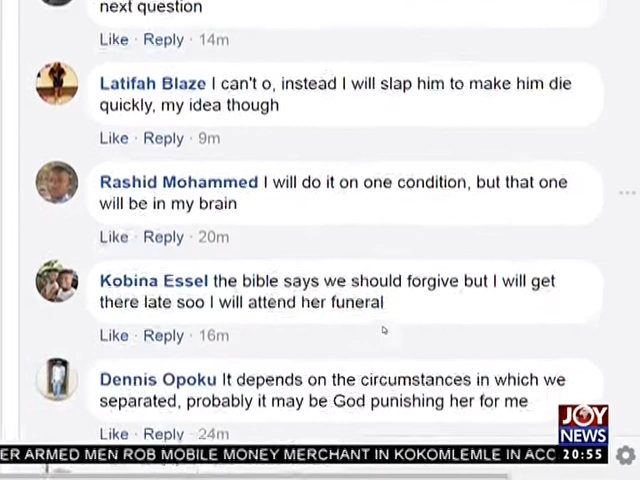 next question
Like · Reply · 14m
Latifah Blaze I can't o, instead I will slap him to make him die
quickly, my idea though
Like · Reply · 9m
Rashid Mohammed I will do it on one condition, but that one
will be in my brain
Like · Reply · 20m
Kobina Essel the bible says we should forgive but I will get
there late soo I will attend her funeral
Like · Reply · 16m
Dennis Opoku It depends on the circumstances in which we
separated, probably it may be God punishing her for me
Like · Reply · 24m
JOY
NEWS
ER ARMED MEN ROB MOBILE MONEY MERCHANT IN KOKOMLEMLE IN ACC 20:55